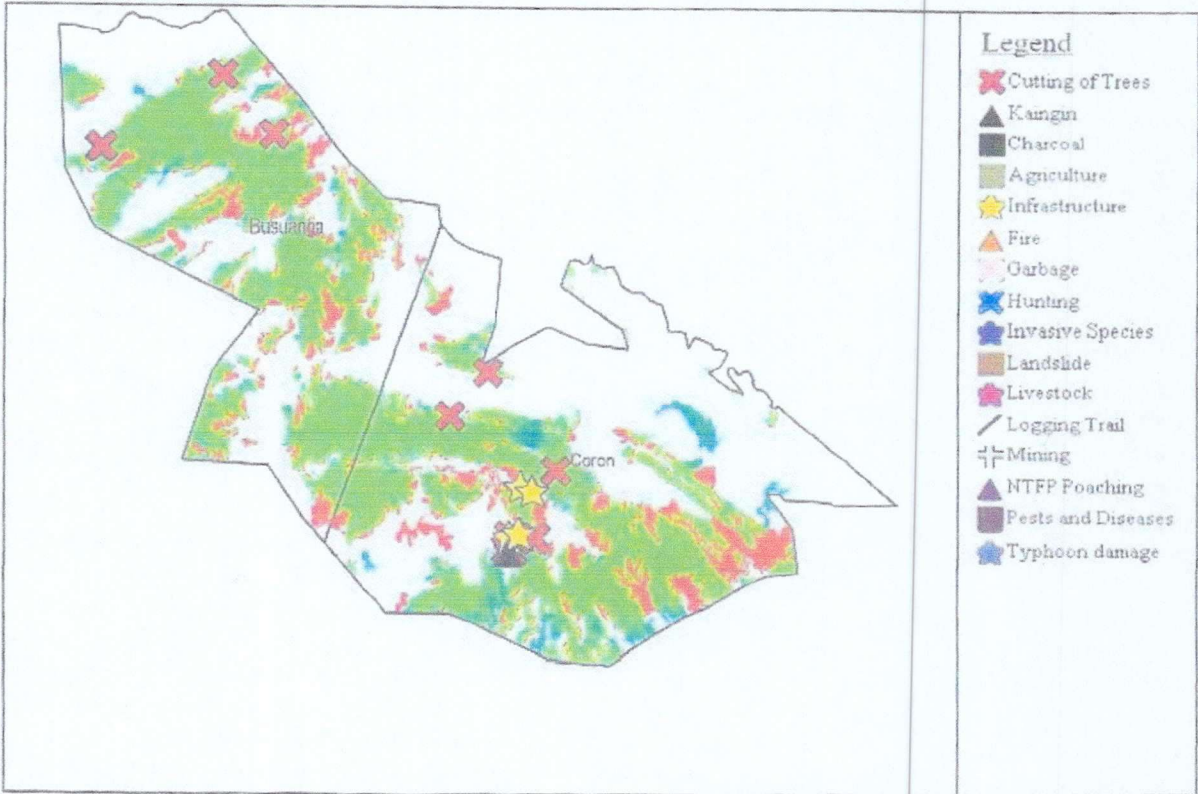 Legend
Cutting of Trees
Kaingin
Charcoal
Agriculture
Infrastructure
Fire
Garbage
Hunting
Invasive Species
Landslide
Livestock
Logging Trail
Mining
NTFP Poaching
Pests and Diseases
Typhoon damage
Busuanga
Coron